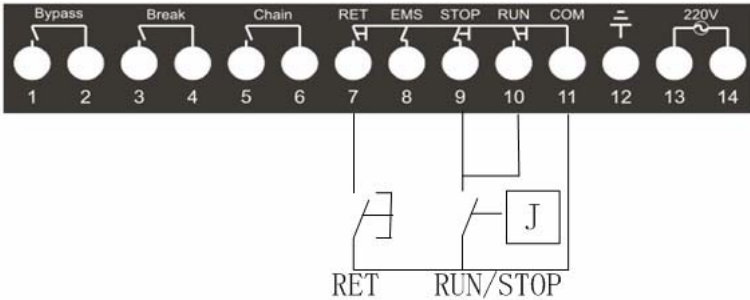 Bypass Break Chain RET EMS STOP RUN COM 220V
1 2 3 4 5 6 7 8 9 10 11 12 13 14
J
RET RUN/STOP